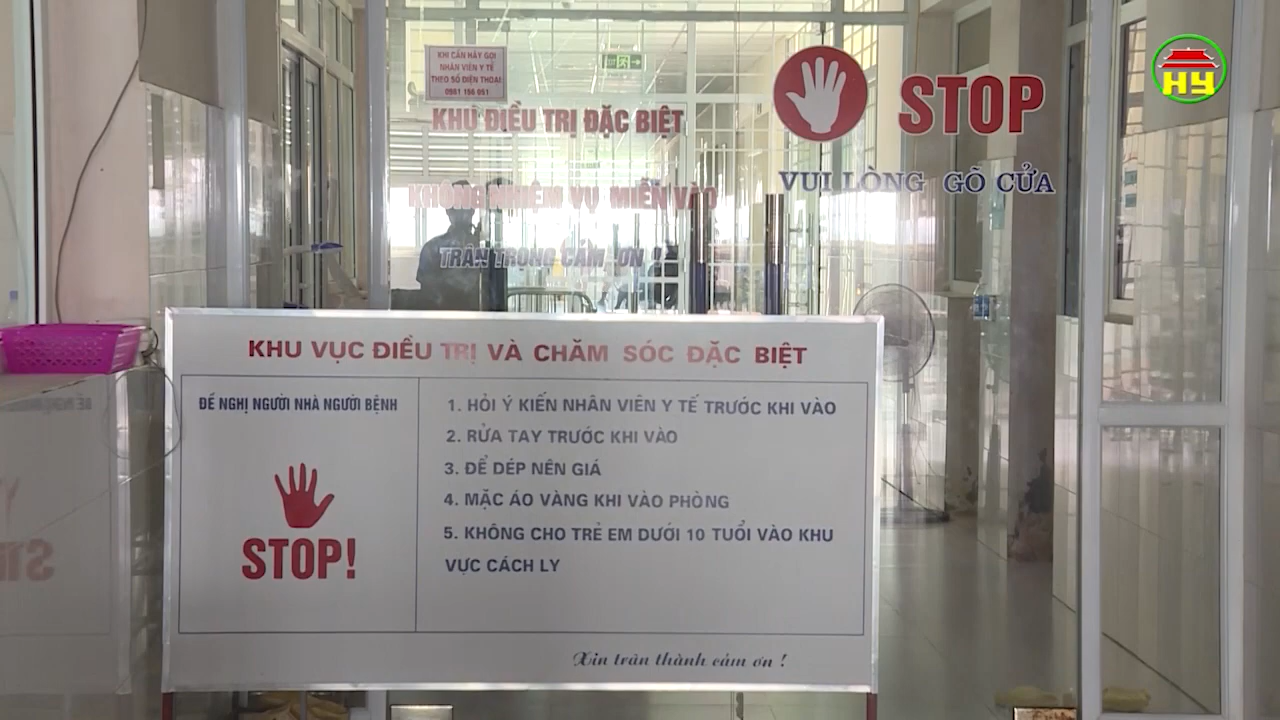 KHI CẦN HÃY GỌI
NHÂN VIÊN Y TẾ
THEO SỐ ĐIỆN THOẠI
0961 166 051
KHU ĐIỀU TRỊ ĐẶC BIỆT
KHÔNG NHIỆM VỤ MIỄN VÀO
TRÂN TRỌNG CẢM ƠN !
STOP
VUI LÒNG GÕ CỬA
HY
KHU VỰC ĐIỀU TRỊ VÀ CHĂM SÓC ĐẶC BIỆT
ĐỀ NGHỊ NGƯỜI NHÀ NGƯỜI BỆNH
STOP!
1. HỎI Ý KIẾN NHÂN VIÊN Y TẾ TRƯỚC KHI VÀO
2. RỬA TAY TRƯỚC KHI VÀO
3. ĐỂ DÉP NÊN GIÁ
4. MẶC ÁO VÀNG KHI VÀO PHÒNG
5. KHÔNG CHO TRẺ EM DƯỚI 10 TUỔI VÀO KHU
VỰC CÁCH LY
Xin trân thành cảm ơn !